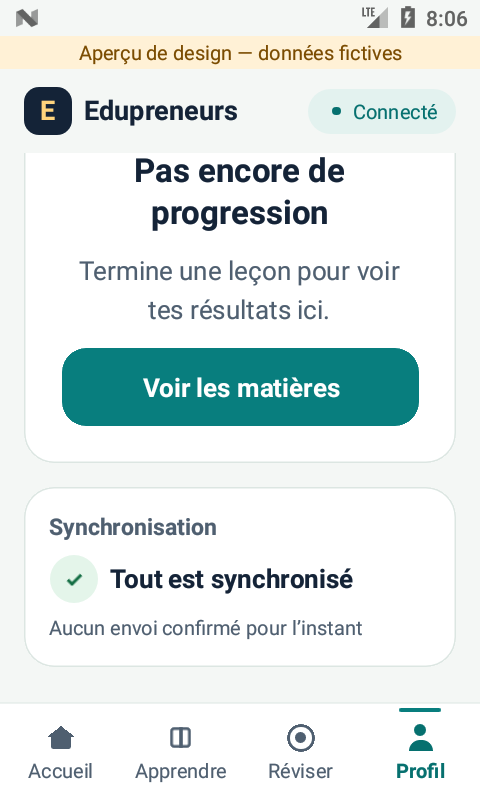 LTE 8:06
Aperçu de design — données fictives
E Edupreneurs Connecté
Pas encore de
progression
Termine une leçon pour voir
tes résultats ici.
Voir les matières
Synchronisation
Tout est synchronisé
Aucun envoi confirmé pour l’instant
Accueil Apprendre Réviser Profil